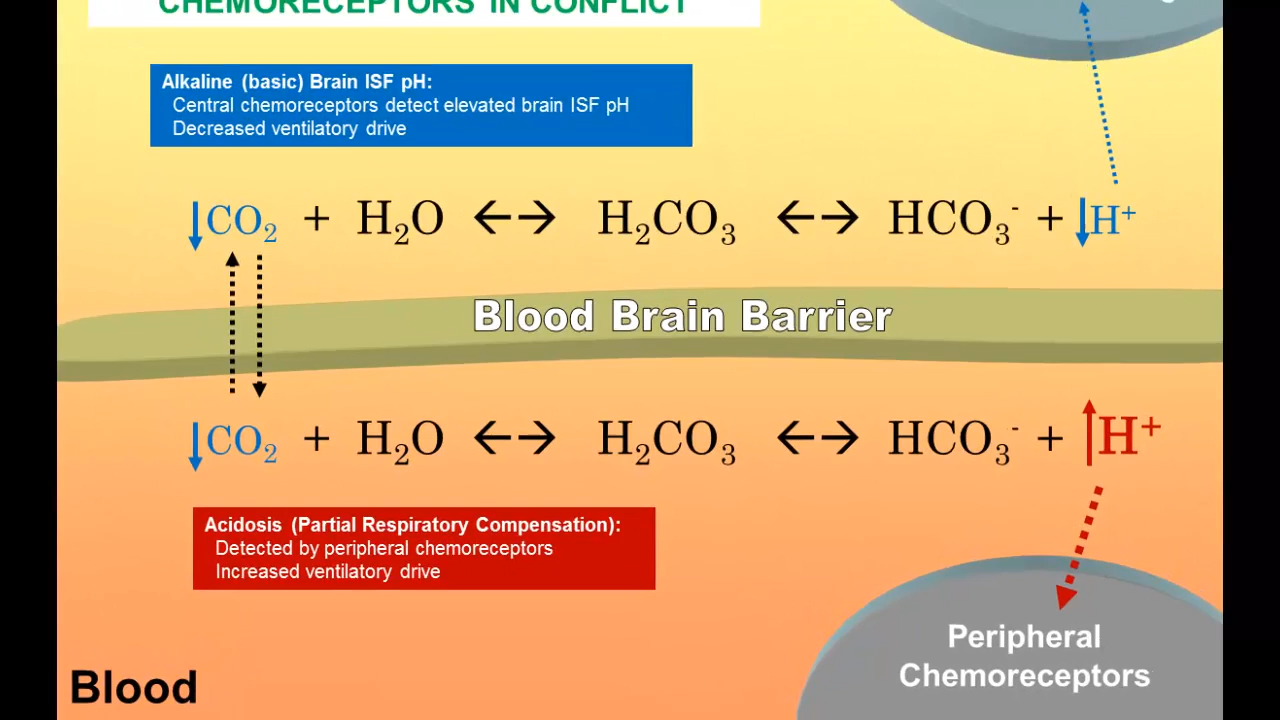 CHEMORECEPTORS IN CONFLICT
Alkaline (basic) Brain ISF pH:
Central chemoreceptors detect elevated brain ISF pH
Decreased ventilatory drive
↓CO₂ + H₂O ←→ H₂CO₃ ←→ HCO₃⁻ + ↓H⁺
Blood Brain Barrier
↓CO₂ + H₂O ←→ H₂CO₃ ←→ HCO₃⁻ + ↑H⁺
Acidosis (Partial Respiratory Compensation):
Detected by peripheral chemoreceptors
Increased ventilatory drive
Peripheral
Chemoreceptors
Blood